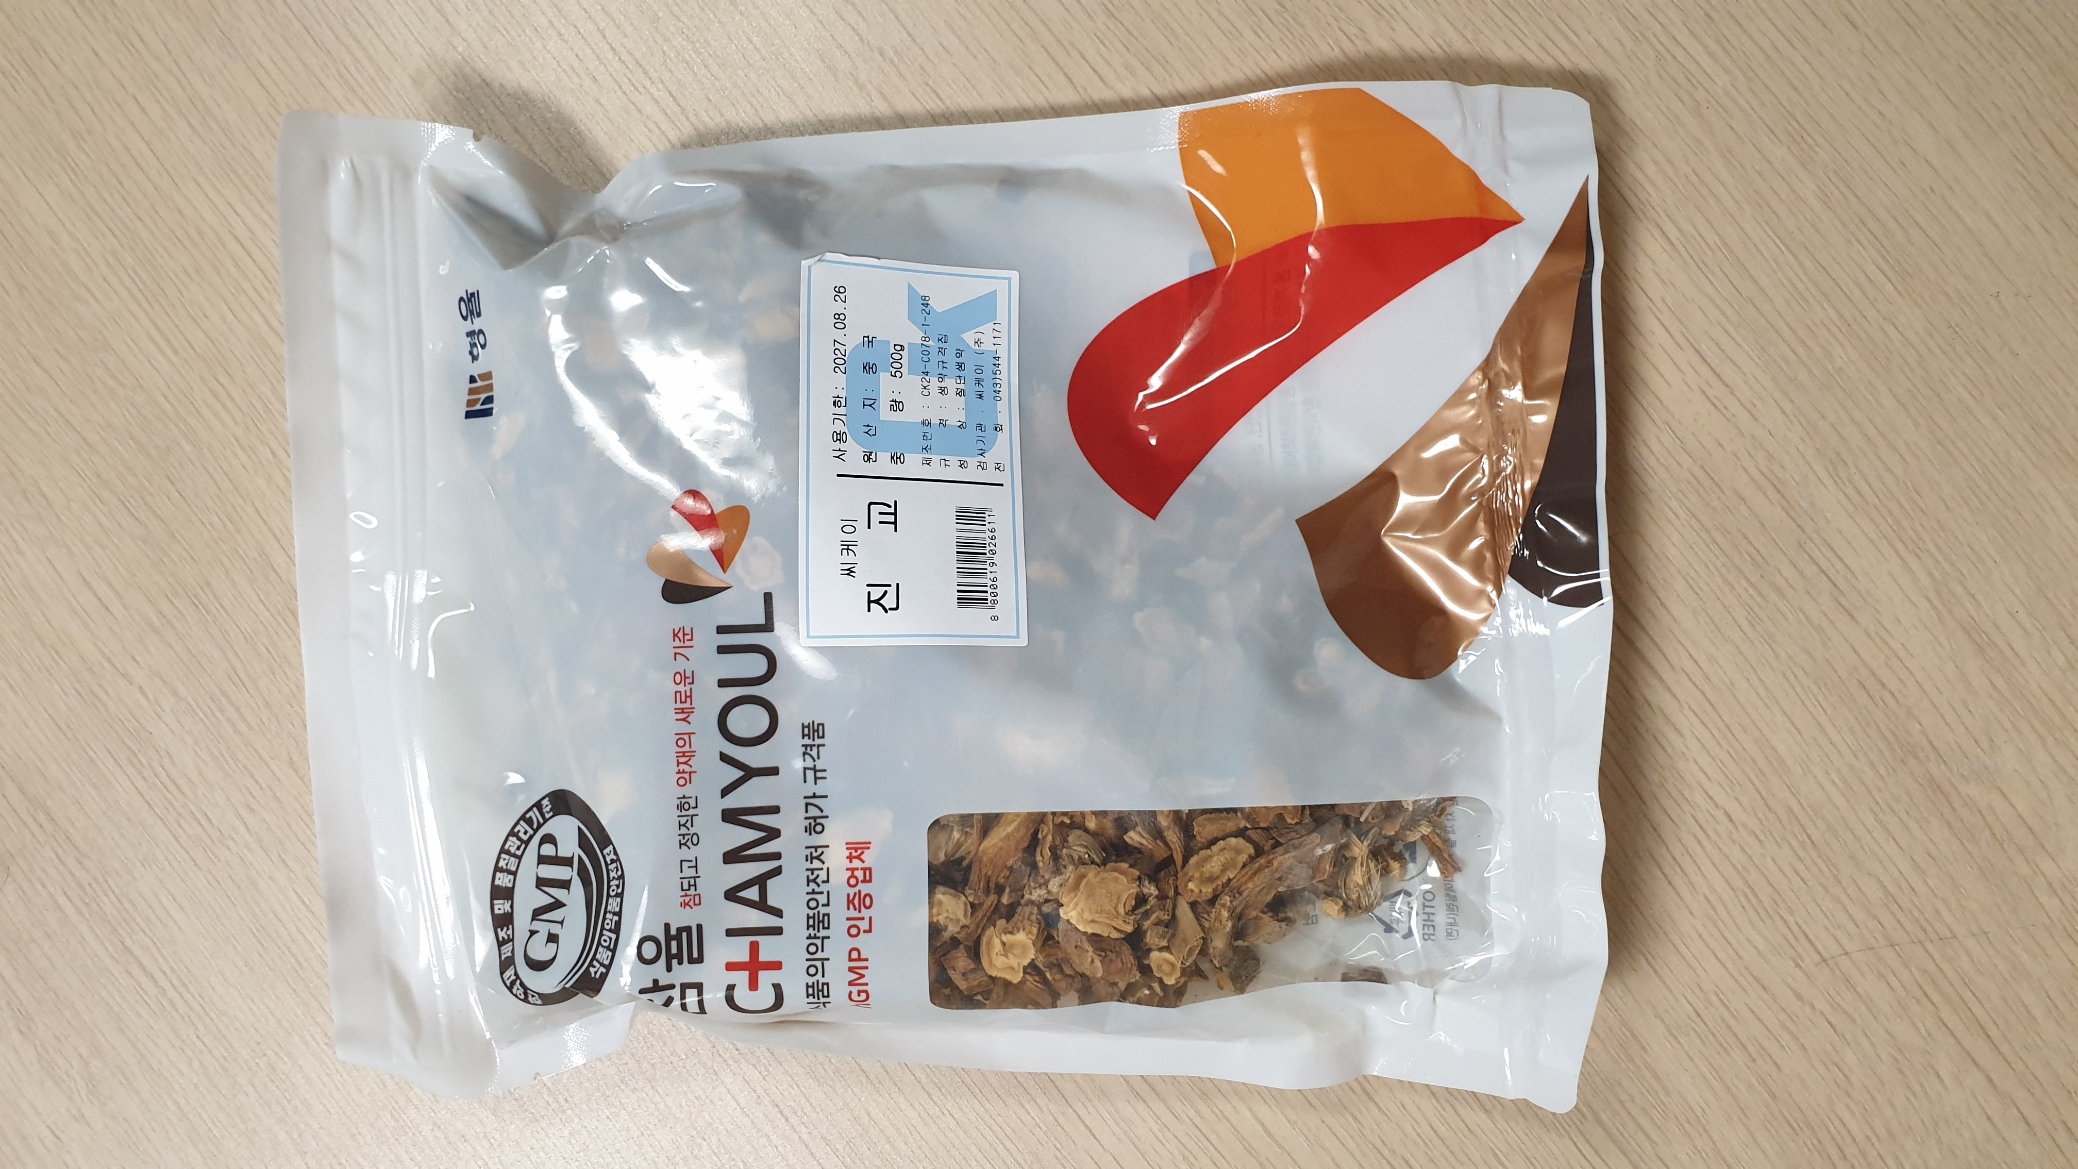 형울
한약재 제조 및 품질관리기준
GMP
식품의약품안전처
참울
참되고 정직한 약재의 새로운 기준
CHAMYOUL
식품의약품안전처 허가 규격품
hGMP 인증업체
씨케이
진 교
8 800619 026611
사용기한: 2027.08.26
원 산 지: 중 국
중 량: 500g
제조번호 : CK24-C078-1-248
규 격 : 생약규격집
성 상 : 절단생약
검사기관 : 씨케이(주)
전 화 : 043)544-1171
OTHER